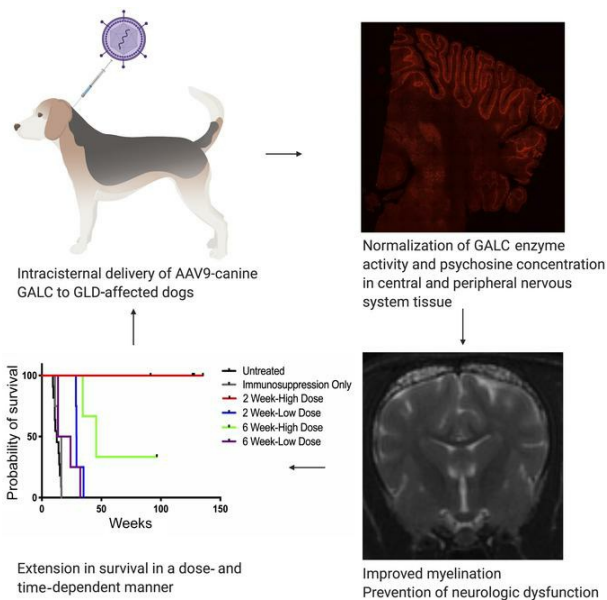 Intracisternal delivery of AAV9-canine
GALC to GLD-affected dogs
Normalization of GALC enzyme
activity and psychosine concentration
in central and peripheral nervous
system tissue
Probability of survival
100
50
0
0
50
100
150
Weeks
Untreated
Immunosuppression Only
2 Week-High Dose
2 Week-Low Dose
6 Week-High Dose
6 Week-Low Dose
Extension in survival in a dose- and
time-dependent manner
Improved myelination
Prevention of neurologic dysfunction